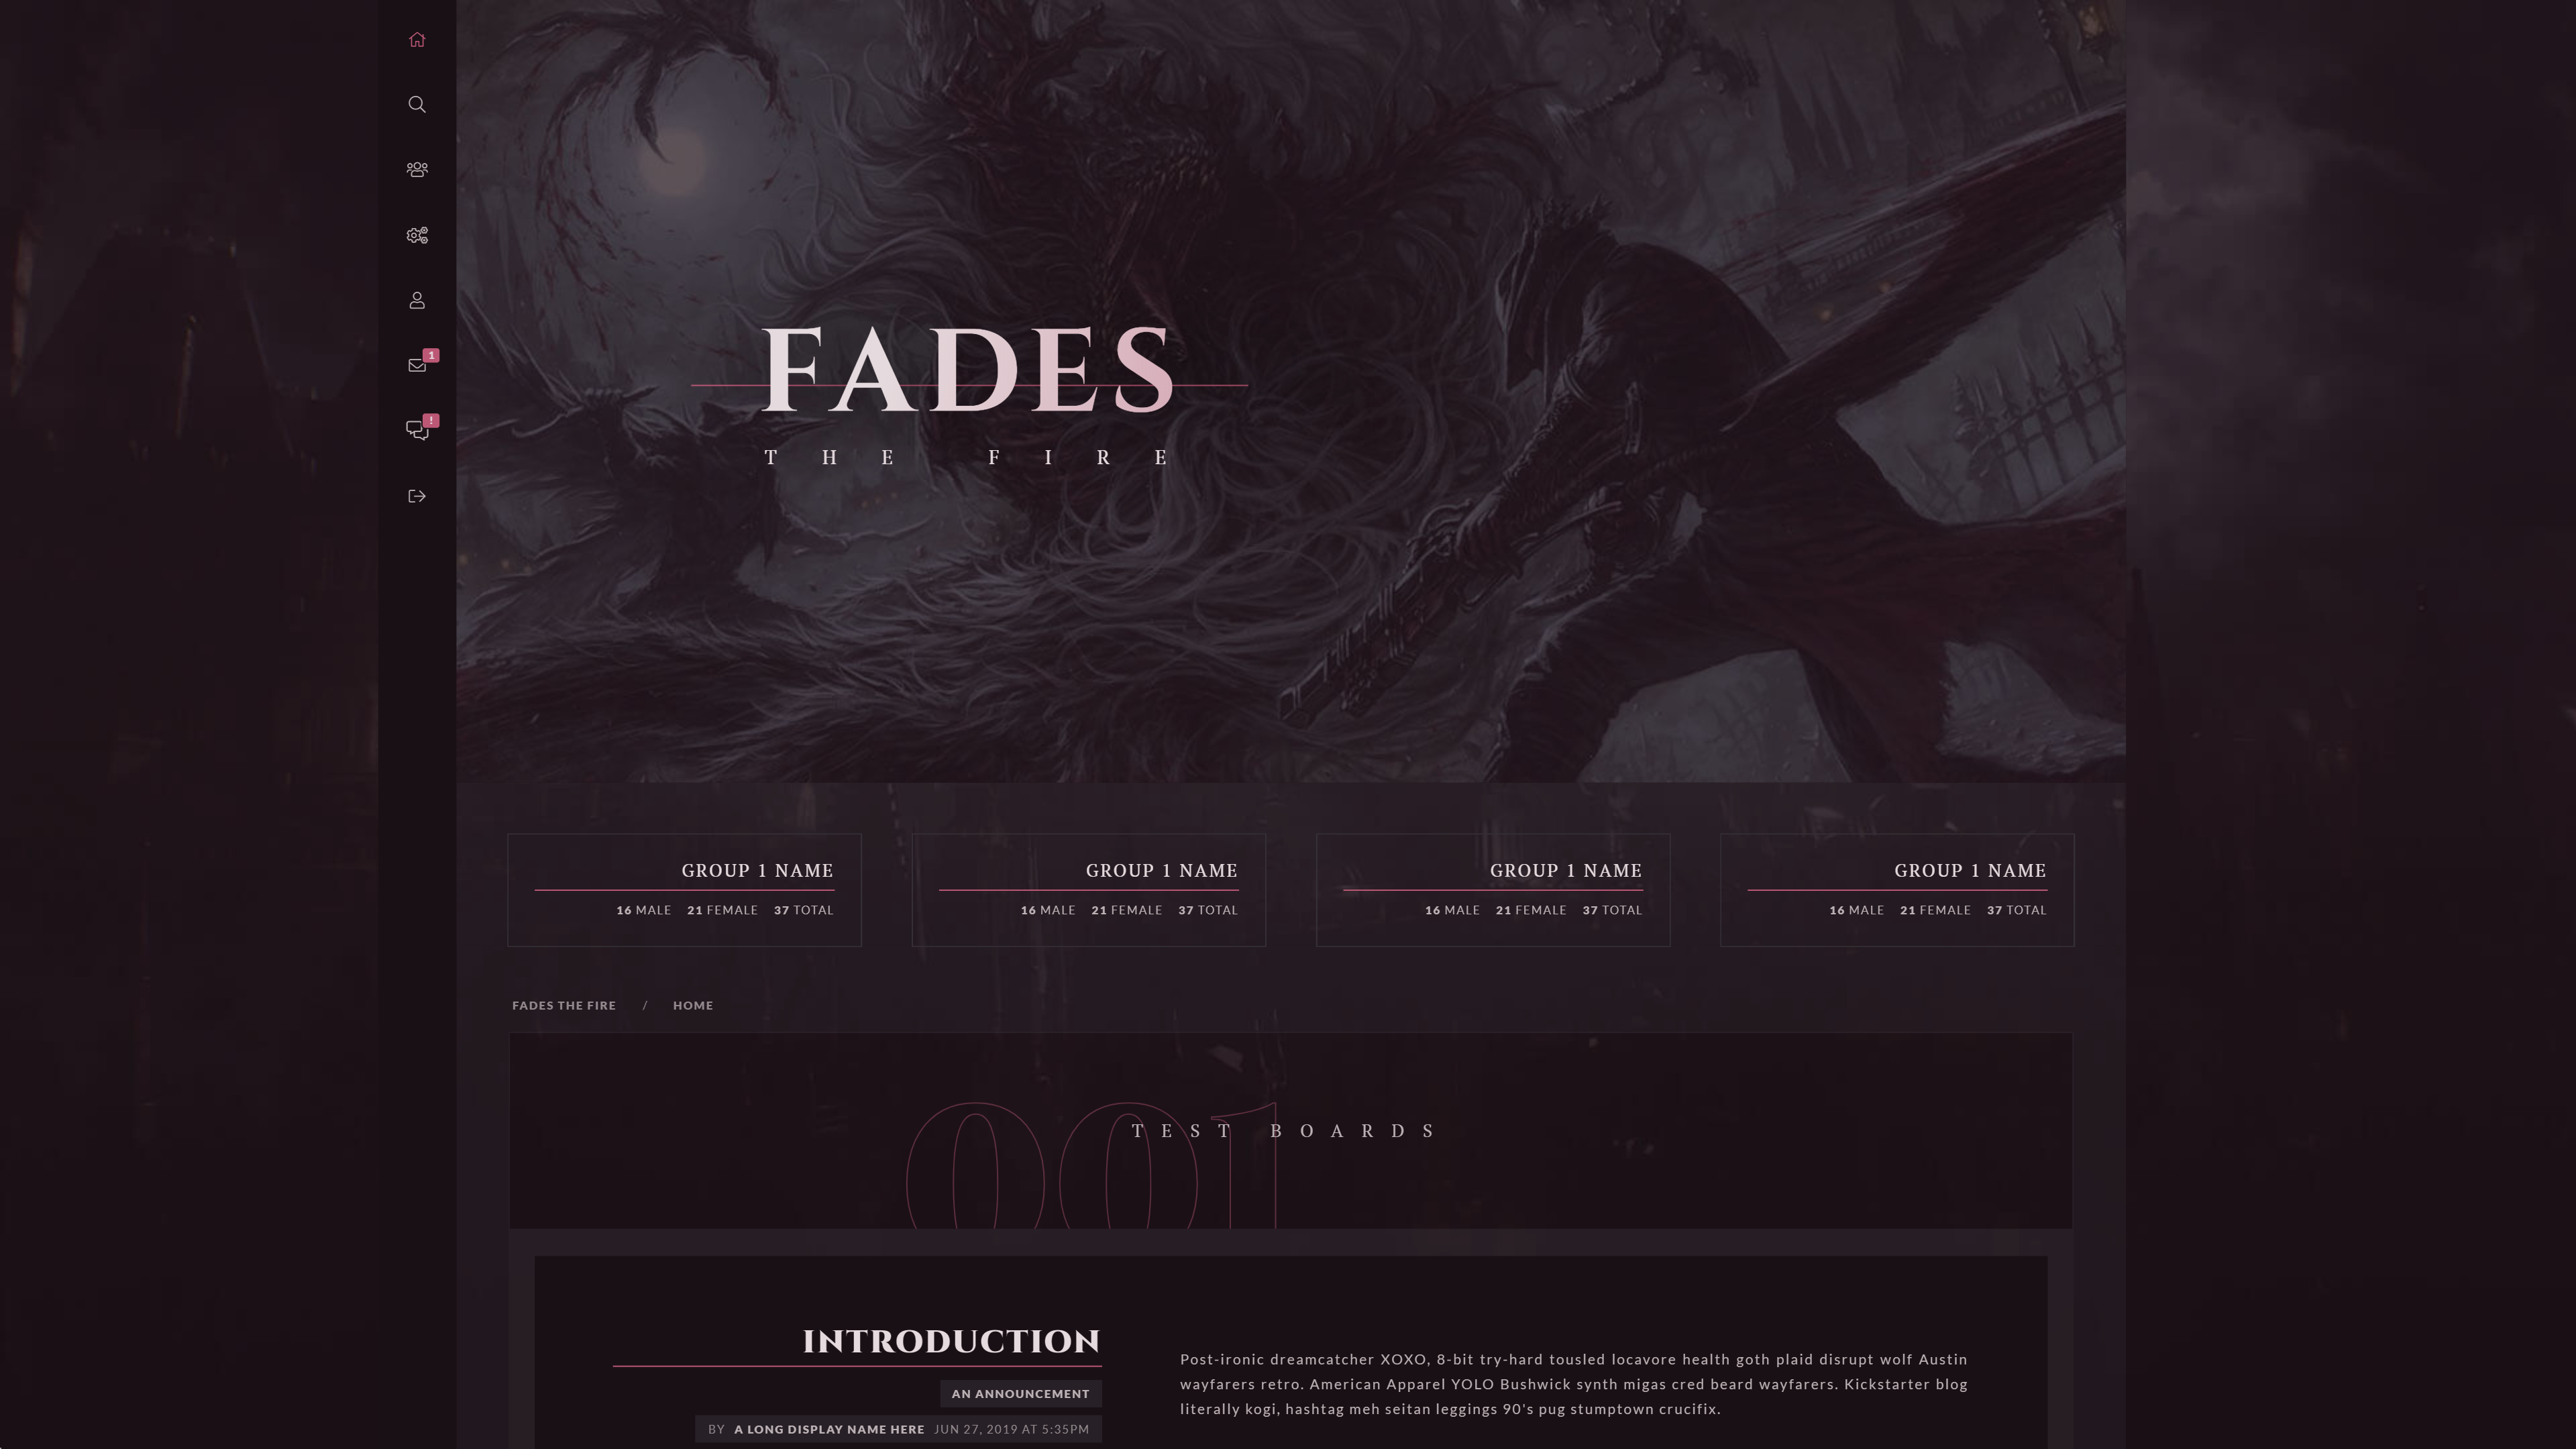 1
!
FADES
THE FIRE
GROUP 1 NAME
16 MALE 21 FEMALE 37 TOTAL
GROUP 1 NAME
16 MALE 21 FEMALE 37 TOTAL
GROUP 1 NAME
16 MALE 21 FEMALE 37 TOTAL
GROUP 1 NAME
16 MALE 21 FEMALE 37 TOTAL
FADES THE FIRE / HOME
001
TEST BOARDS
INTRODUCTION
AN ANNOUNCEMENT
BY A LONG DISPLAY NAME HERE JUN 27, 2019 AT 5:35PM
Post-ironic dreamcatcher XOXO, 8-bit try-hard tousled locavore health goth plaid disrupt wolf Austin
wayfarers retro. American Apparel YOLO Bushwick synth migas cred beard wayfarers. Kickstarter blog
literally kogi, hashtag meh seitan leggings 90's pug stumptown crucifix.